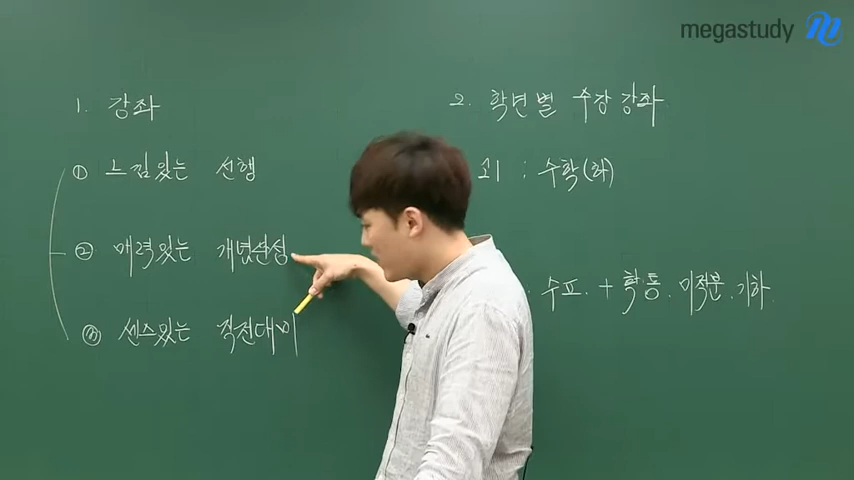 megastudy
1. 강좌
① 느낌있는 선행
② 매력있는 개념완성
③ 센스있는 직전대비
2. 학년별 수강 강좌
고1 : 수학(하)
수포. + 확통. 미적분. 기하.